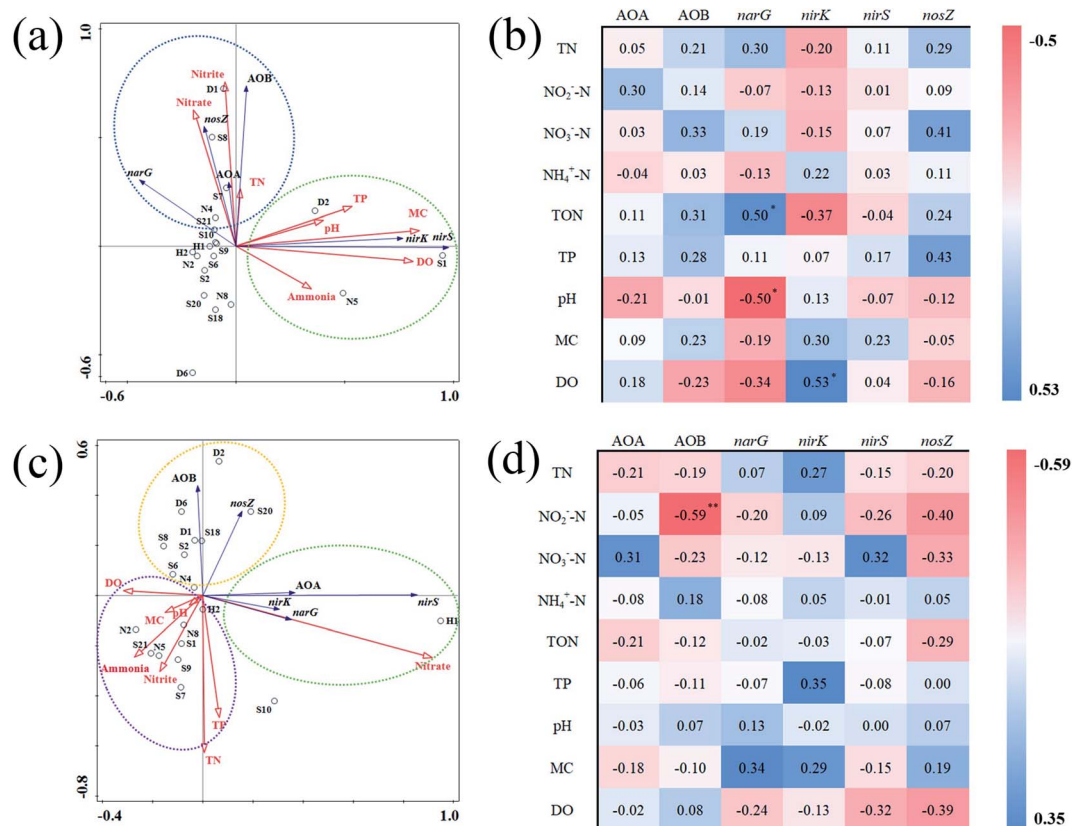 (a)
1.0
Nitrite
D1
AOB
Nitrate
nosZ
S8
narG
AOA
S7
TN
N4
S21
S10
D2
TP
MC
pH
nirK
nirS
H1
H2
S9
N2
S6
S2
DO
S1
Ammonia
N5
S20
N8
S18
D6
-0.6
-0.6
1.0
(b)
AOA AOB narG nirK nirS nosZ
TN 0.05 0.21 0.30 -0.20 0.11 0.29
NO₂⁻-N 0.30 0.14 -0.07 -0.13 0.01 0.09
NO₃⁻-N 0.03 0.33 0.19 -0.15 0.07 0.41
NH₄⁺-N -0.04 0.03 -0.13 0.22 0.03 0.11
TON 0.11 0.31 0.50* -0.37 -0.04 0.24
TP 0.13 0.28 0.11 0.07 0.17 0.43
pH -0.21 -0.01 -0.50* 0.13 -0.07 -0.12
MC 0.09 0.23 -0.19 0.30 0.23 -0.05
DO 0.18 -0.23 -0.34 0.53* 0.04 -0.16
-0.5
0.53
(c)
0.6
D2
AOB
D6
nosZ
S20
D1
S18
S8
S2
S6
N4
DO
AOA
nirK
nirS
narG
pH
MC
H2
H1
N2
N8
S21
N5
S1
Ammonia
Nitrite
S9
S7
Nitrate
S10
TP
TN
-0.8
-0.4
1.0
(d)
AOA AOB narG nirK nirS nosZ
TN -0.21 -0.19 0.07 0.27 -0.15 -0.20
NO₂⁻-N -0.05 -0.59** -0.20 0.09 -0.26 -0.40
NO₃⁻-N 0.31 -0.23 -0.12 -0.13 0.32 -0.33
NH₄⁺-N -0.08 0.18 -0.08 0.05 -0.01 0.05
TON -0.21 -0.12 -0.02 -0.03 -0.07 -0.29
TP -0.06 -0.11 -0.07 0.35 -0.08 0.00
pH -0.03 0.07 0.13 -0.02 0.00 0.07
MC -0.18 -0.10 0.34 0.29 -0.15 0.19
DO -0.02 0.08 -0.24 -0.13 -0.32 -0.39
-0.59
0.35